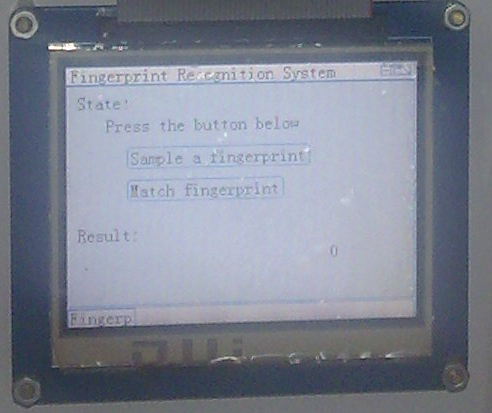 Fingerprint Recognition System
State:
Press the button below
Sample a fingerprint
Match fingerprint
Result:
0
Fingerp